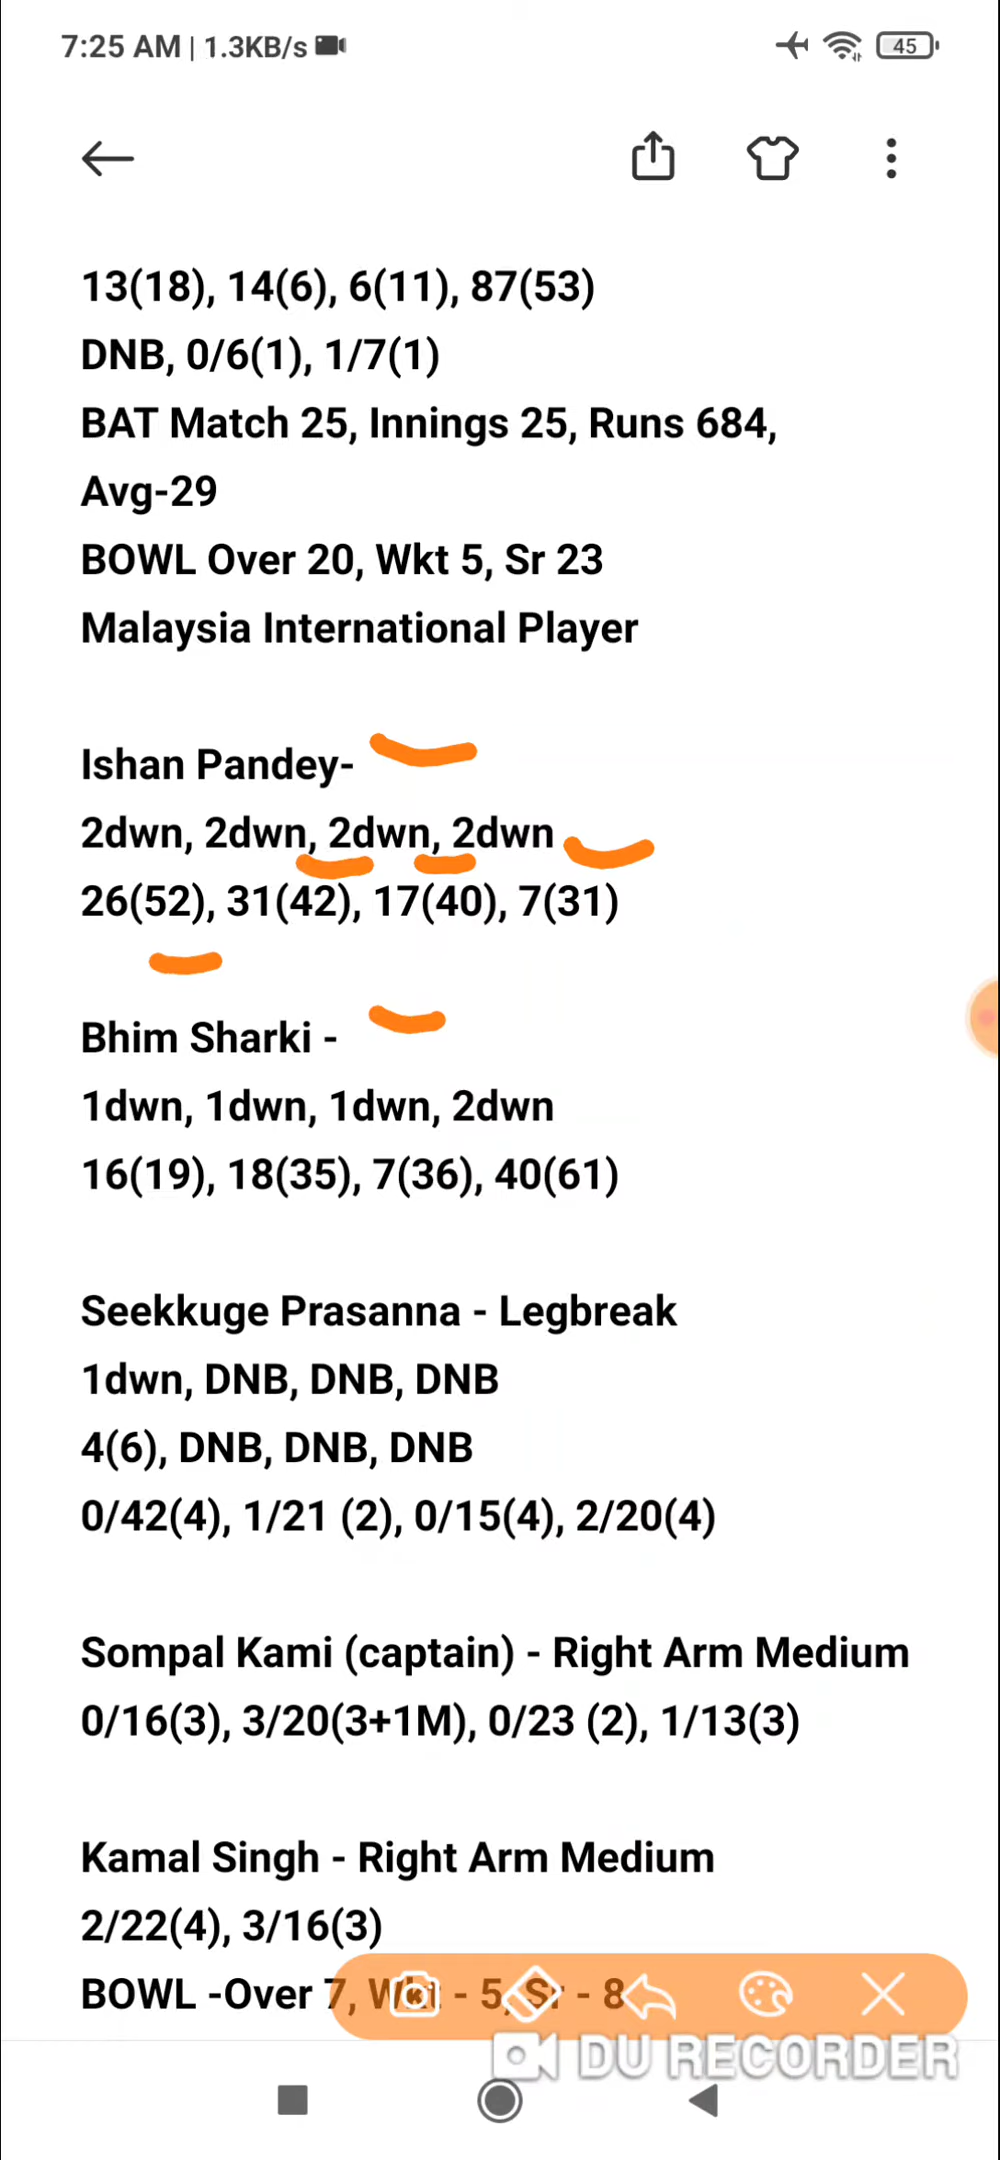 7:25 AM | 1.3KB/s
45
13(18), 14(6), 6(11), 87(53)
DNB, 0/6(1), 1/7(1)
BAT Match 25, Innings 25, Runs 684,
Avg-29
BOWL Over 20, Wkt 5, Sr 23
Malaysia International Player
Ishan Pandey-
2dwn, 2dwn, 2dwn, 2dwn
26(52), 31(42), 17(40), 7(31)
Bhim Sharki -
1dwn, 1dwn, 1dwn, 2dwn
16(19), 18(35), 7(36), 40(61)
Seekkuge Prasanna - Legbreak
1dwn, DNB, DNB, DNB
4(6), DNB, DNB, DNB
0/42(4), 1/21 (2), 0/15(4), 2/20(4)
Sompal Kami (captain) - Right Arm Medium
0/16(3), 3/20(3+1M), 0/23 (2), 1/13(3)
Kamal Singh - Right Arm Medium
2/22(4), 3/16(3)
BOWL -Over 7, Wkt - 5, Sr - 8
DU RECORDER